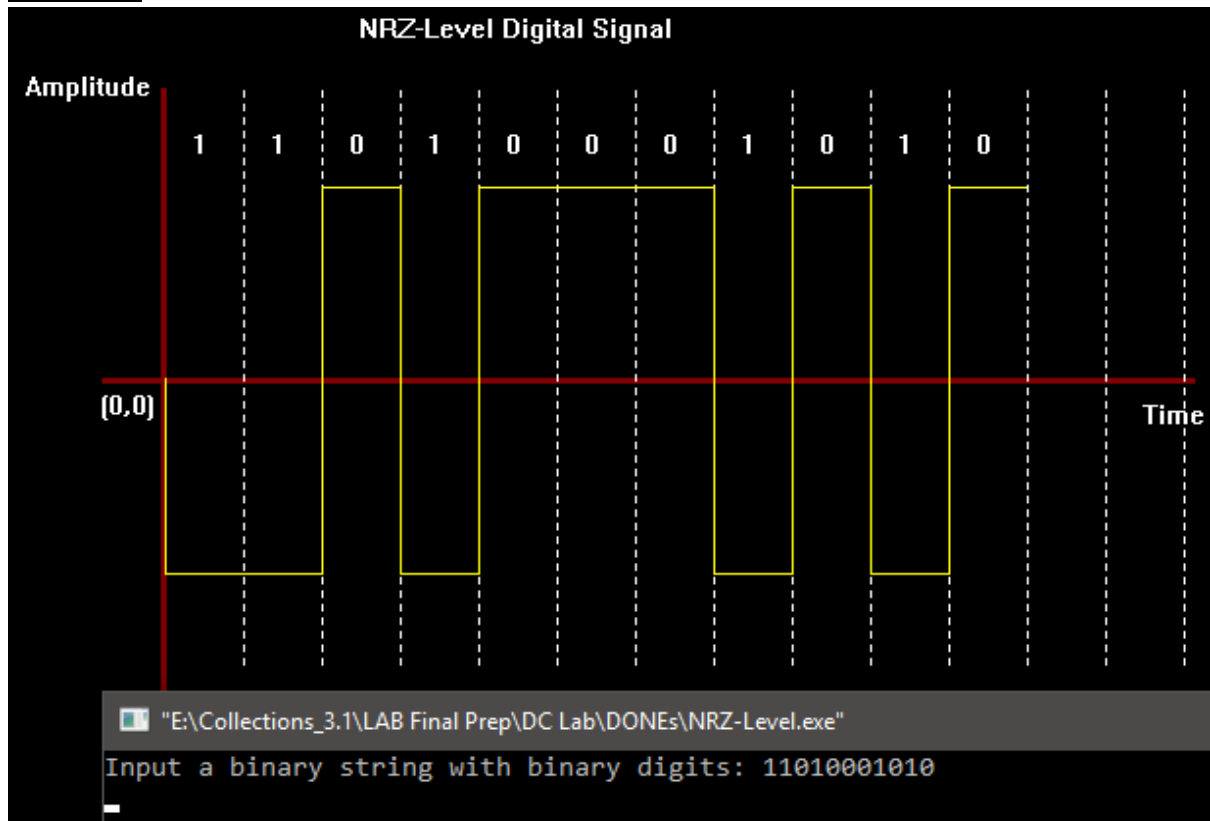 NRZ-Level Digital Signal
Amplitude
1 1 0 1 0 0 0 1 0 1 0
(0,0)
Time
"E:\Collections_3.1\LAB Final Prep\DC Lab\DONEs\NRZ-Level.exe"
Input a binary string with binary digits: 11010001010